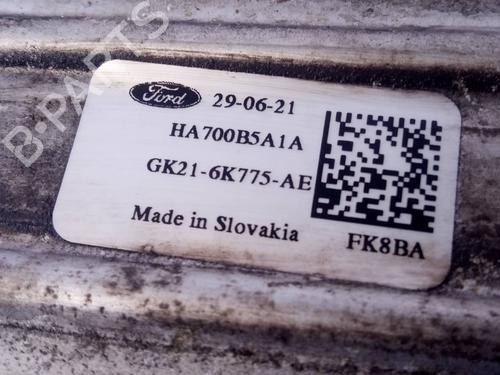 B-PARTS
Ford 29-06-21
HA700B5A1A
GK21-6K775-AE
Made in Slovakia
FK8BA